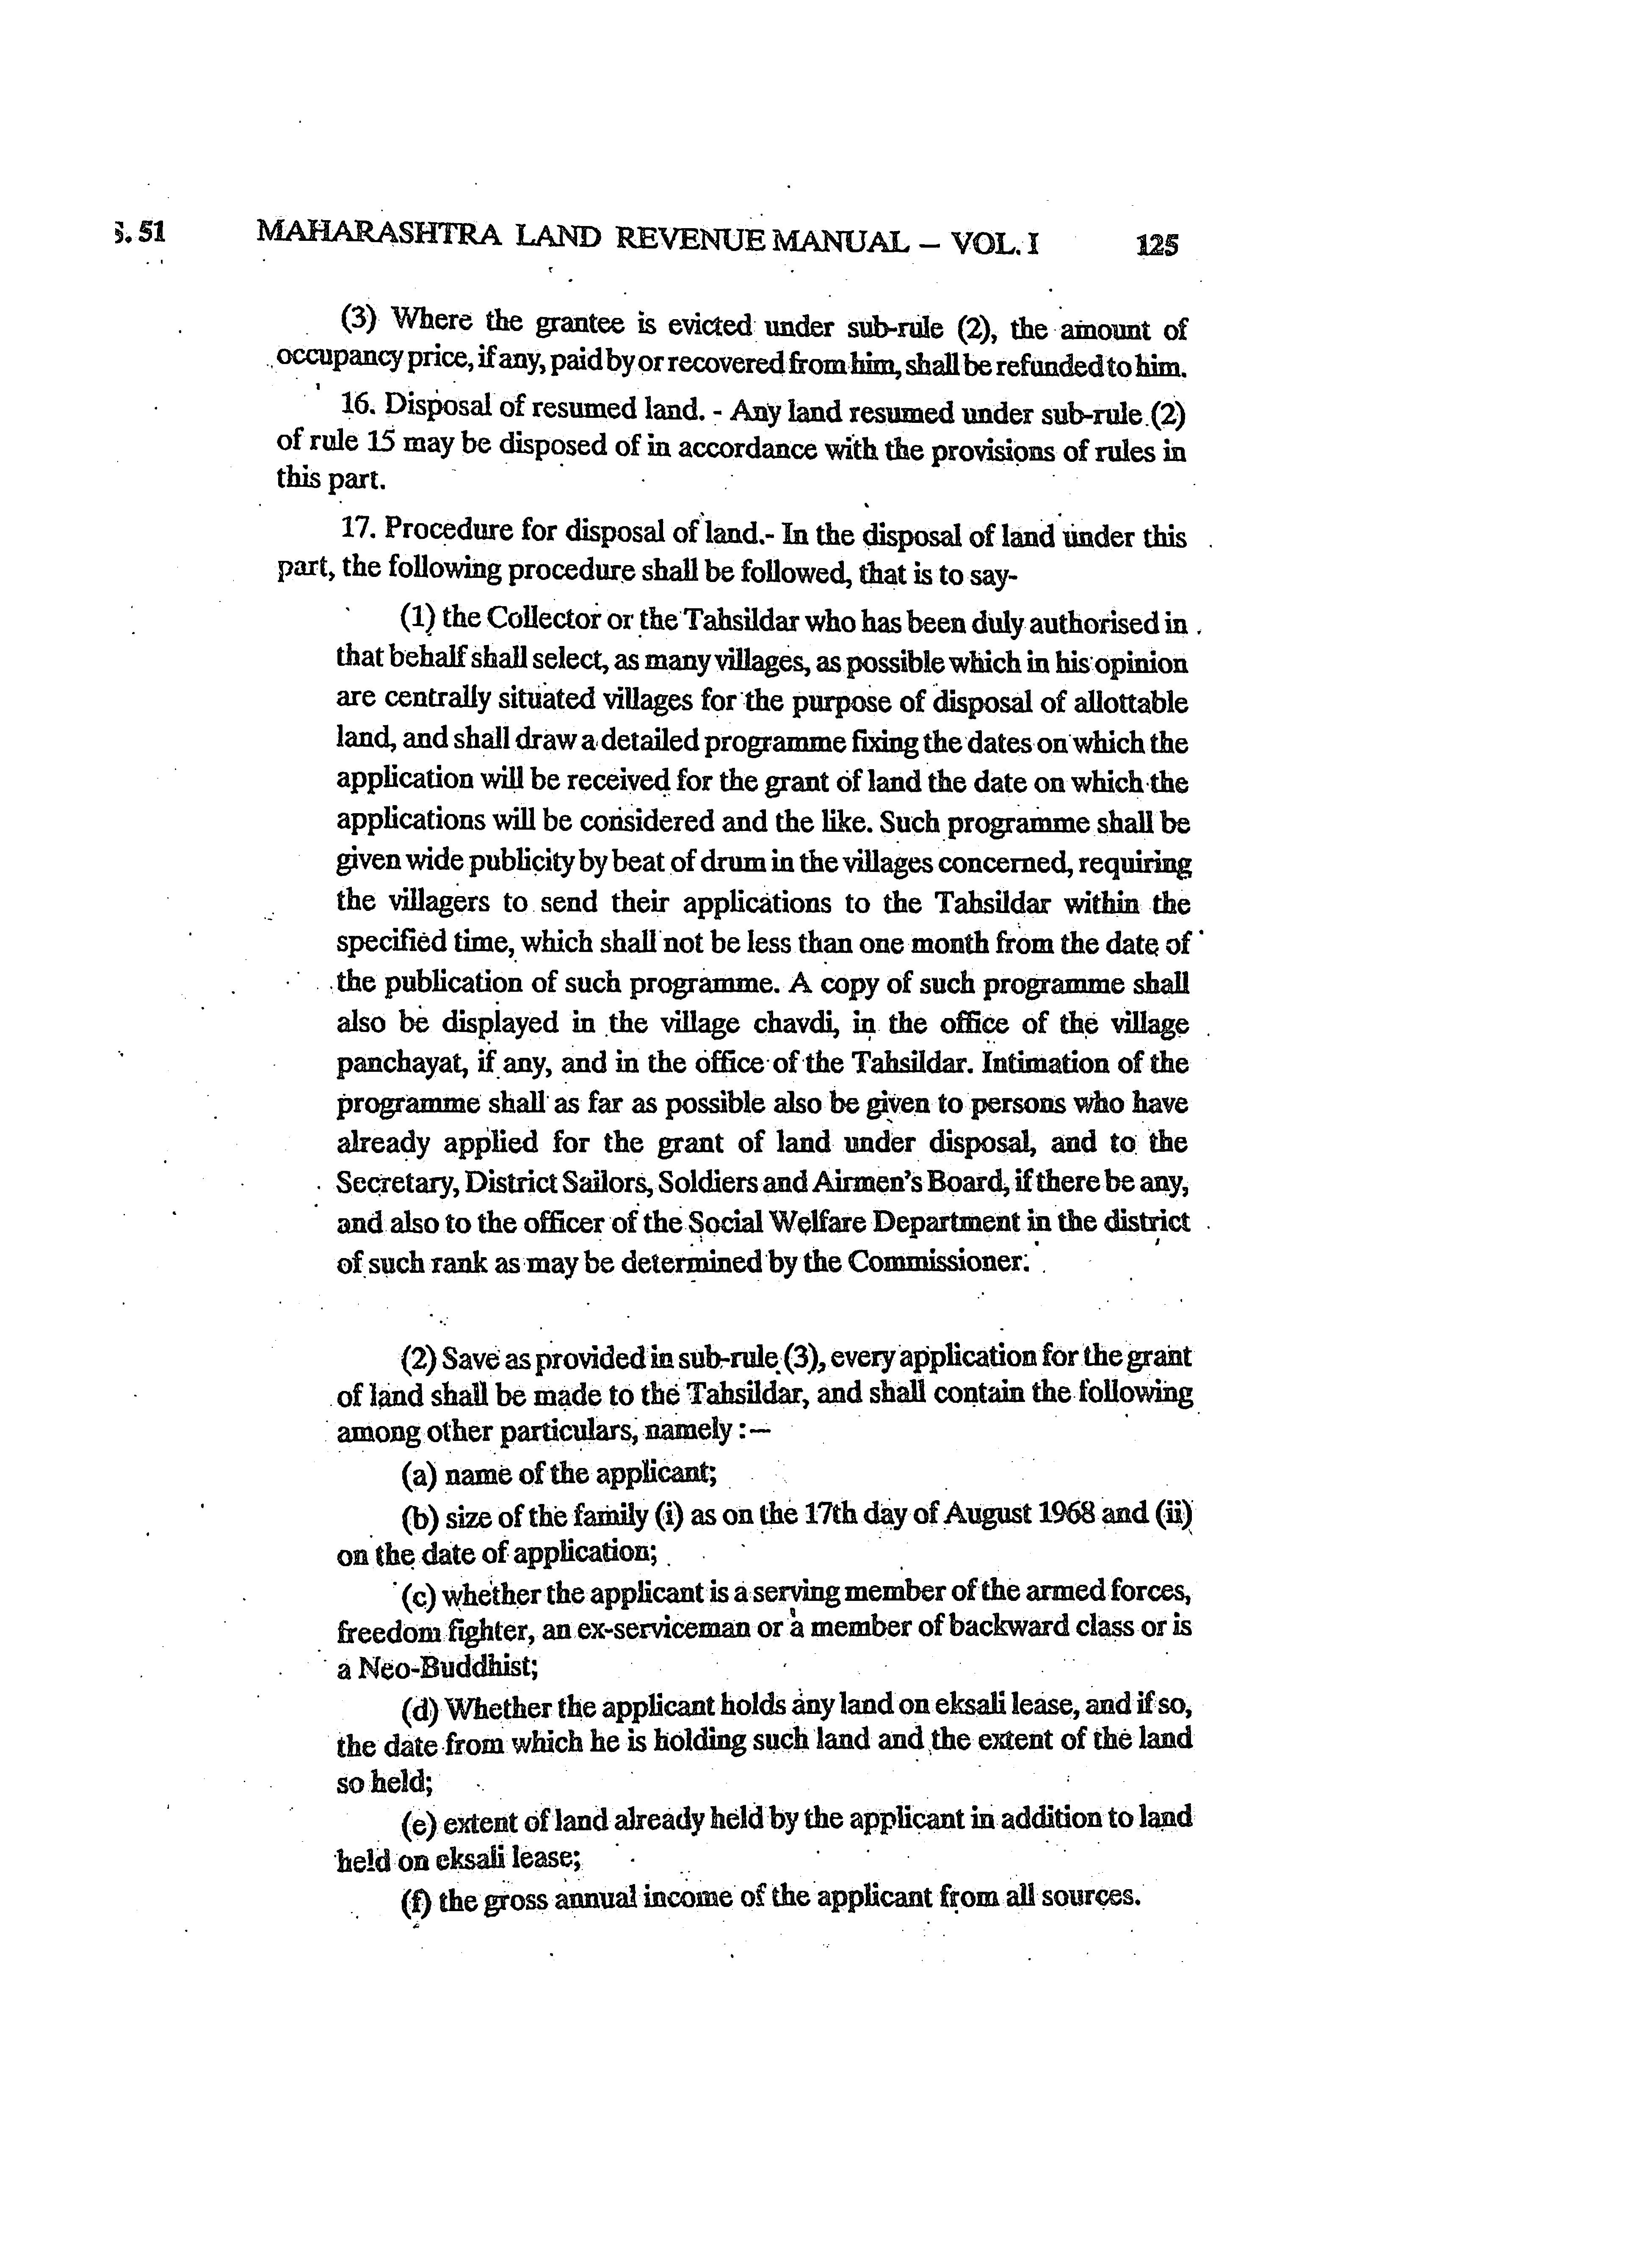 S. 51 MAHARASHTRA LAND REVENUE MANUAL – VOL. I 125
(3) Where the grantee is evicted under sub-rule (2), the amount of
occupancy price, if any, paid by or recovered from him, shall be refunded to him.
16. Disposal of resumed land. - Any land resumed under sub-rule (2)
of rule 15 may be disposed of in accordance with the provisions of rules in
this part.
17. Procedure for disposal of land.- In the disposal of land under this
part, the following procedure shall be followed, that is to say-
(1) the Collector or the Tahsildar who has been duly authorised in
that behalf shall select, as many villages, as possible which in his opinion
are centrally situated villages for the purpose of disposal of allottable
land, and shall draw a detailed programme fixing the dates on which the
application will be received for the grant of land the date on which the
applications will be considered and the like. Such programme shall be
given wide publicity by beat of drum in the villages concerned, requiring
the villagers to send their applications to the Tahsildar within the
specified time, which shall not be less than one month from the date of
the publication of such programme. A copy of such programme shall
also be displayed in the village chavdi, in the office of the village
panchayat, if any, and in the office of the Tahsildar. Intimation of the
programme shall as far as possible also be given to persons who have
already applied for the grant of land under disposal, and to the
Secretary, District Sailors, Soldiers and Airmen's Board, if there be any,
and also to the officer of the Social Welfare Department in the district
of such rank as may be determined by the Commissioner.
(2) Save as provided in sub-rule (3), every application for the grant
of land shall be made to the Tahsildar, and shall contain the following
among other particulars, namely :—
(a) name of the applicant;
(b) size of the family (i) as on the 17th day of August 1968 and (ii)
on the date of application;
(c) whether the applicant is a serving member of the armed forces,
freedom fighter, an ex-serviceman or a member of backward class or is
a Neo-Buddhist;
(d) Whether the applicant holds any land on eksali lease, and if so,
the date from which he is holding such land and the extent of the land
so held;
(e) extent of land already held by the applicant in addition to land
held on eksali lease;
(f) the gross annual income of the applicant from all sources.